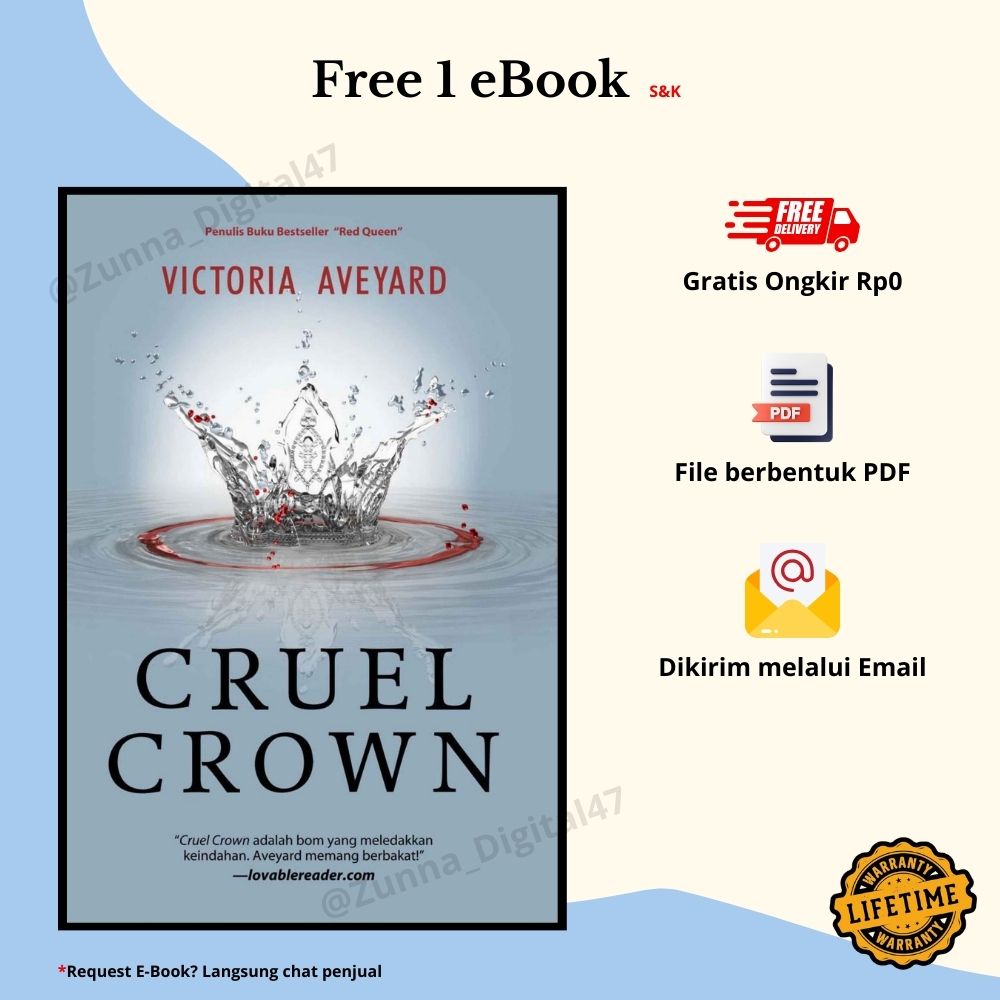 Free 1 eBook S&K
@Zunna_Digital47
Penulis Buku Bestseller “Red Queen”
VICTORIA AVEYARD
CRUEL
CROWN
“Cruel Crown adalah bom yang meledakkan
keindahan. Aveyard memang berbakat!”
—lovablereader.com
@Zunna_Digital47
FREE
DELIVERY
Gratis Ongkir Rp0
PDF
File berbentuk PDF
@
Dikirim melalui Email
WARRANTY
LIFETIME
WARRANTY
*Request E-Book? Langsung chat penjual